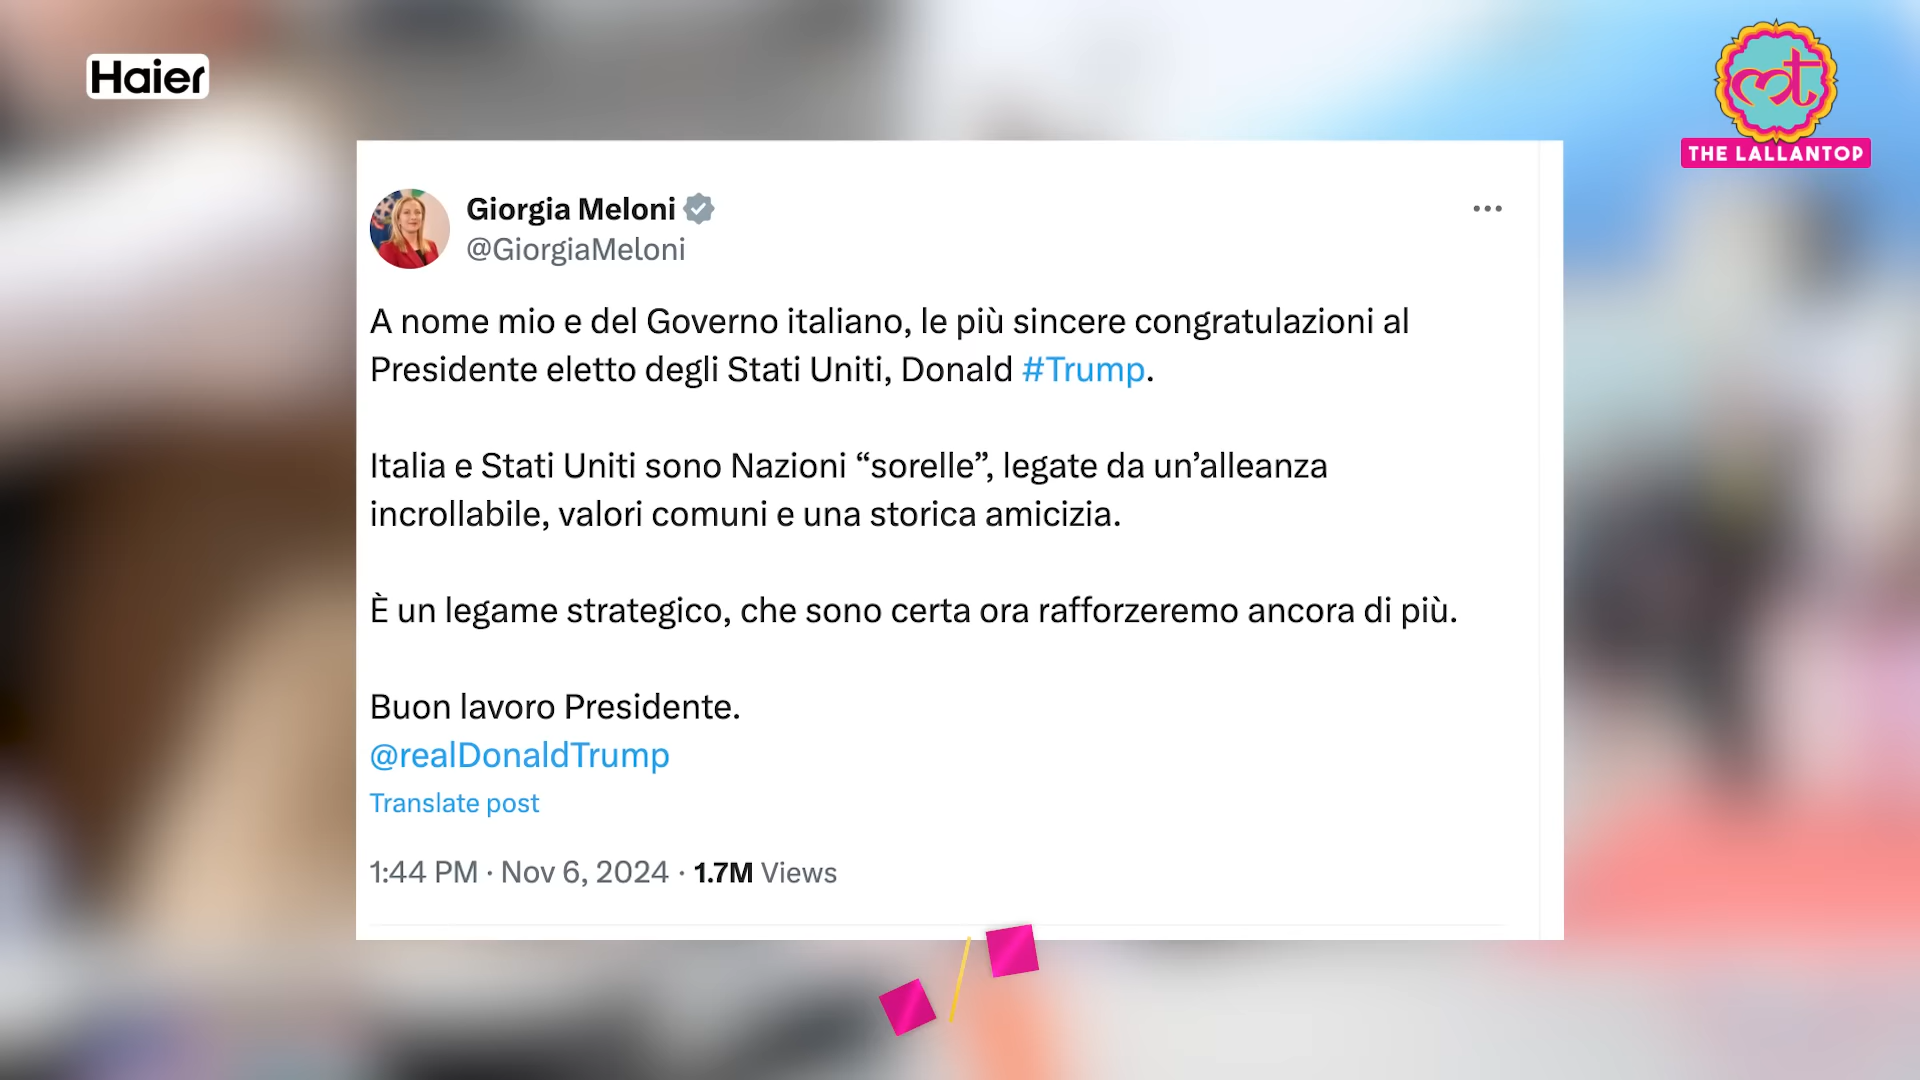 Haier
THE LALLANTOP
Giorgia Meloni
@GiorgiaMeloni
A nome mio e del Governo italiano, le più sincere congratulazioni al
Presidente eletto degli Stati Uniti, Donald #Trump.
Italia e Stati Uniti sono Nazioni “sorelle”, legate da un’alleanza
incrollabile, valori comuni e una storica amicizia.
È un legame strategico, che sono certa ora rafforzeremo ancora di più.
Buon lavoro Presidente.
@realDonaldTrump
Translate post
1:44 PM · Nov 6, 2024 · 1.7M Views